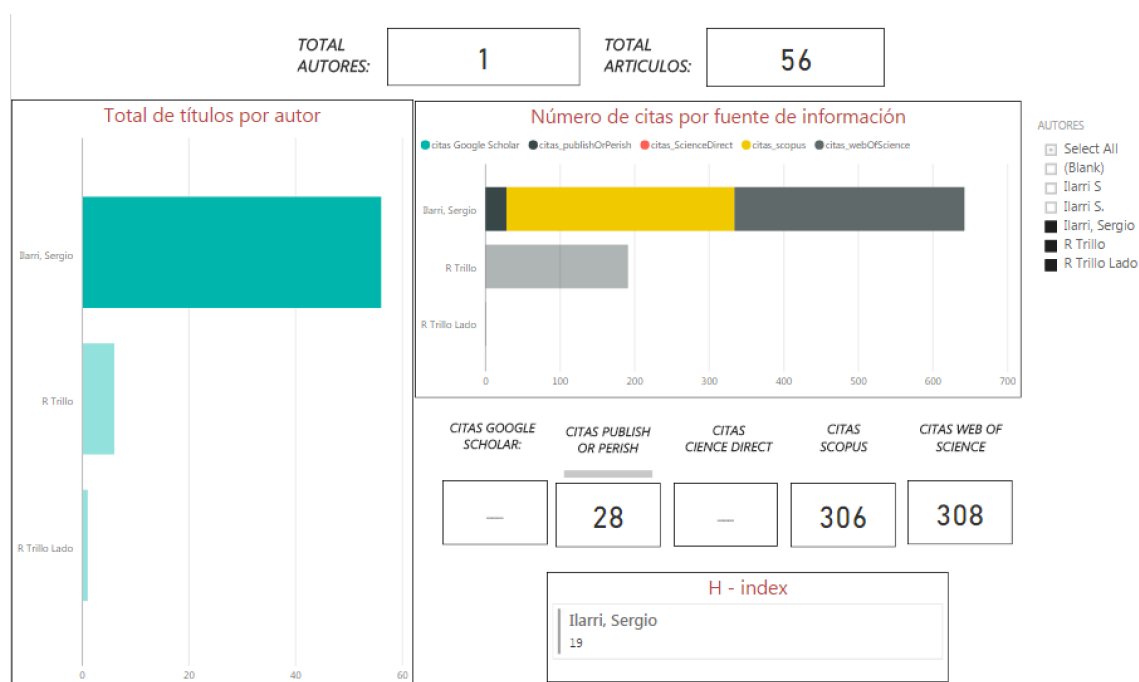 TOTAL
AUTORES:
1
TOTAL
ARTICULOS:
56
Total de títulos por autor
Ilarri, Sergio
R Trillo
R Trillo Lado
0
20
40
60
Número de citas por fuente de información
citas Google Scholar
citas_publishOrPerish
citas_ScienceDirect
citas_scopus
citas_webOfScience
Ilarri, Sergio
R Trillo
R Trillo Lado
0
100
200
300
400
500
600
700
AUTORES
Select All
(Blank)
Ilarri S
Ilarri S.
Ilarri, Sergio
R Trillo
R Trillo Lado
CITAS GOOGLE
SCHOLAR:
CITAS PUBLISH
OR PERISH
28
CITAS
CIENCE DIRECT
CITAS
SCOPUS
306
CITAS WEB OF
SCIENCE
308
H - index
Ilarri, Sergio
19